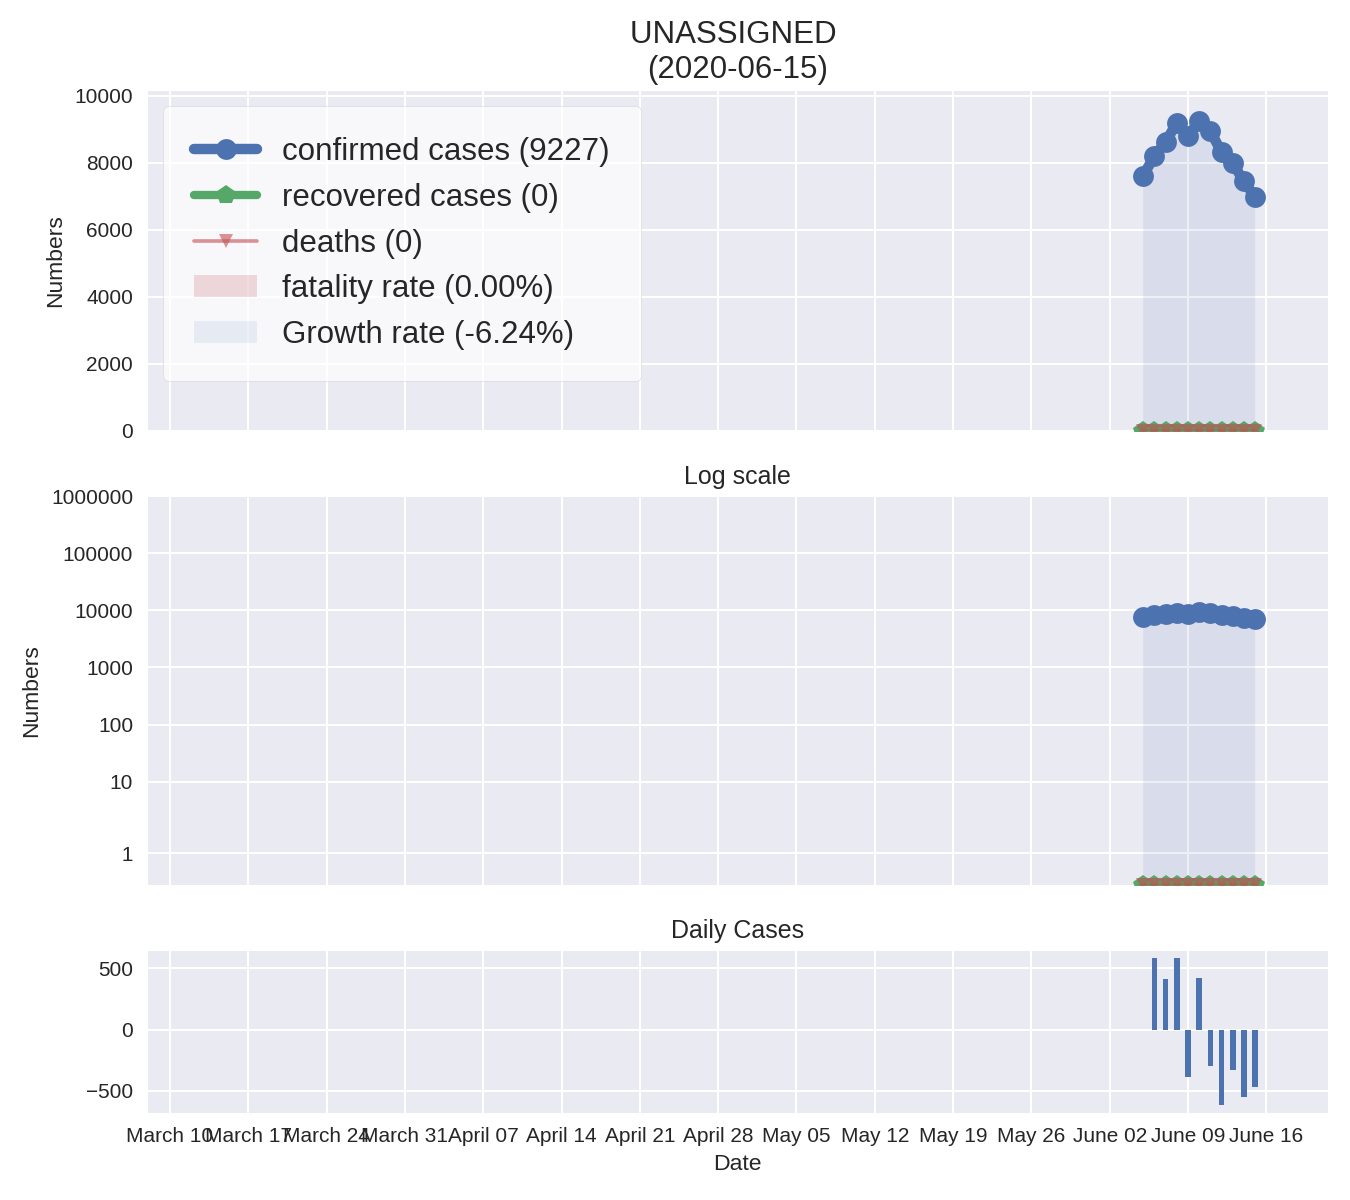 UNASSIGNED
(2020-06-15)
10000
8000
6000
4000
2000
0
Numbers
confirmed cases (9227)
recovered cases (0)
deaths (0)
fatality rate (0.00%)
Growth rate (-6.24%)
Log scale
1000000
100000
10000
1000
100
10
1
Numbers
Daily Cases
500
0
−500
March 10 March 17 March 24 March 31 April 07 April 14 April 21 April 28 May 05 May 12 May 19 May 26 June 02 June 09 June 16
Date